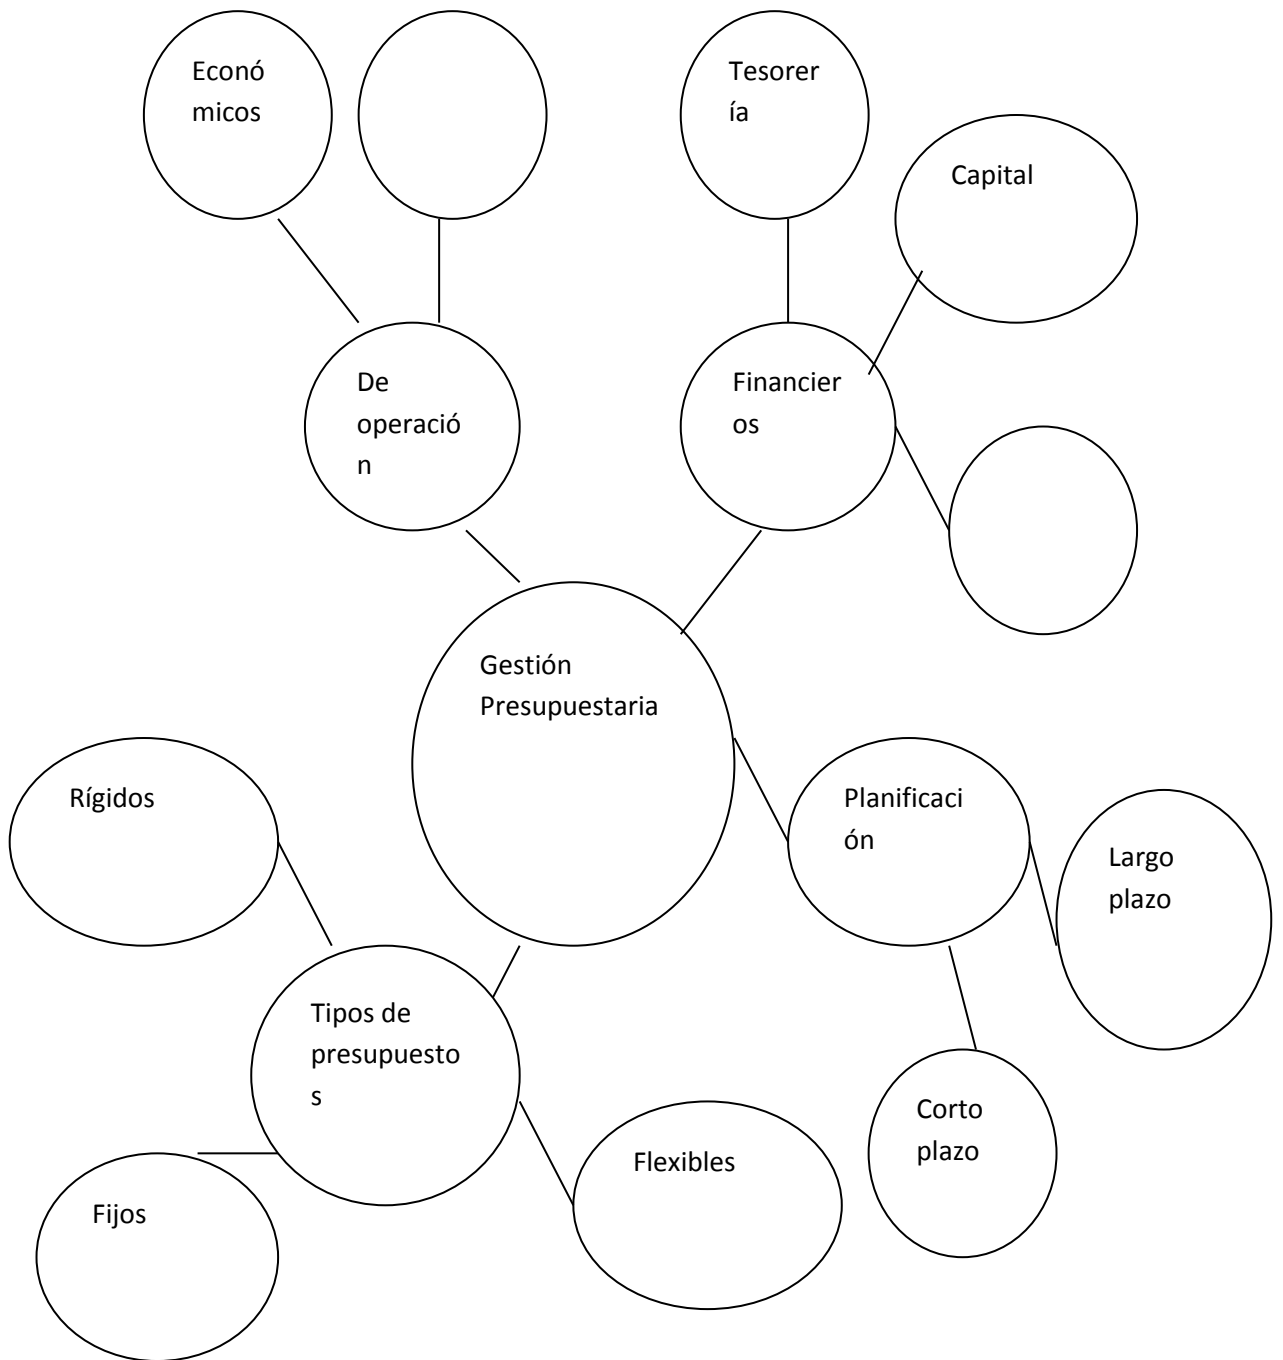 Econó
micos
Tesorer
ía
Capital
De
operació
n
Financier
os
Gestión
Presupuestaria
Rígidos
Planificaci
ón
Largo
plazo
Tipos de
presupuesto
s
Corto
plazo
Flexibles
Fijos